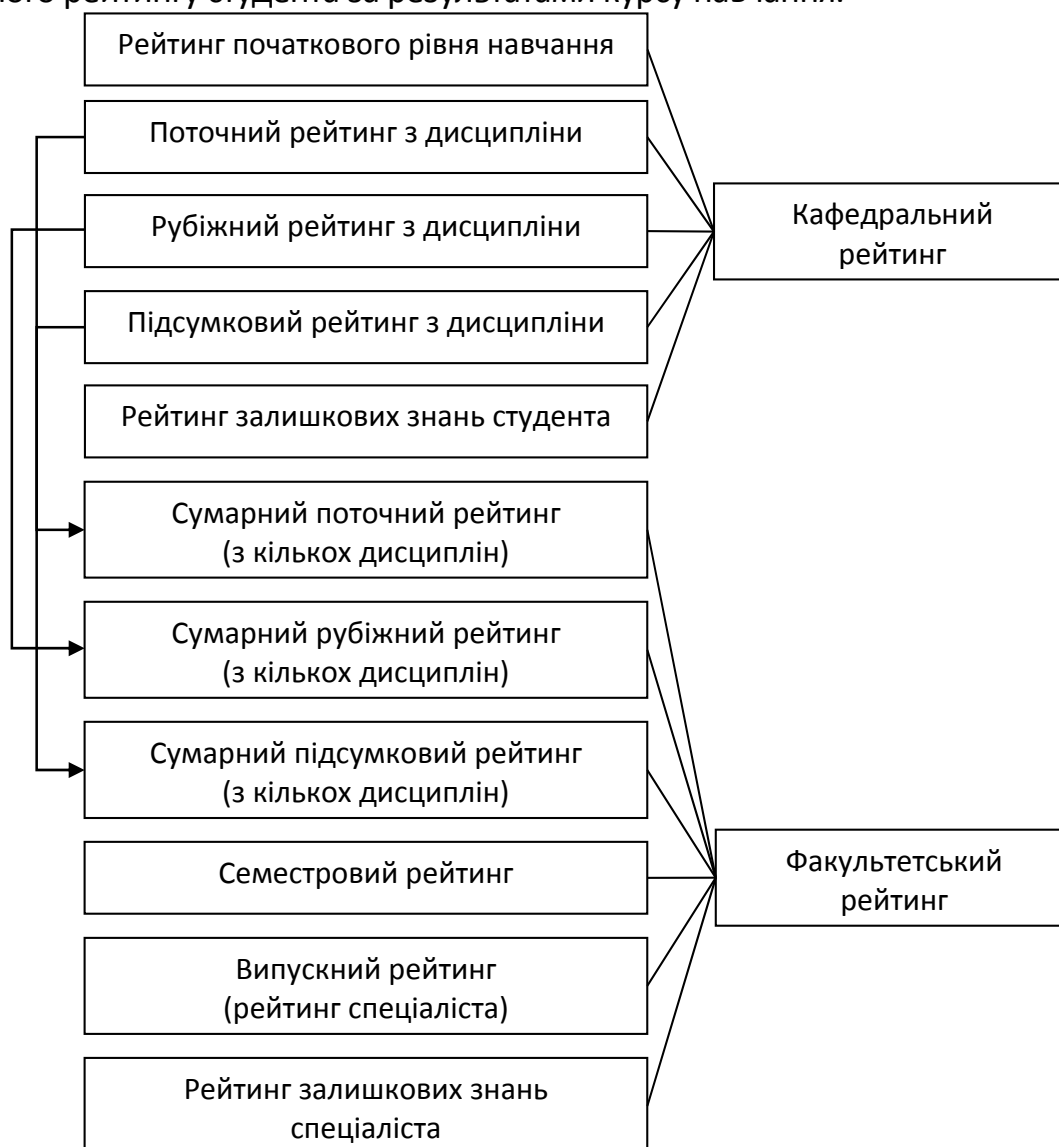 Рейтинг початкового рівня навчання
Поточний рейтинг з дисципліни
Рубіжний рейтинг з дисципліни
Кафедральний
рейтинг
Підсумковий рейтинг з дисципліни
Рейтинг залишкових знань студента
Сумарний поточний рейтинг
(з кількох дисциплін)
Сумарний рубіжний рейтинг
(з кількох дисциплін)
Сумарний підсумковий рейтинг
(з кількох дисциплін)
Семестровий рейтинг
Факультетський
рейтинг
Випускний рейтинг
(рейтинг спеціаліста)
Рейтинг залишкових знань
спеціаліста